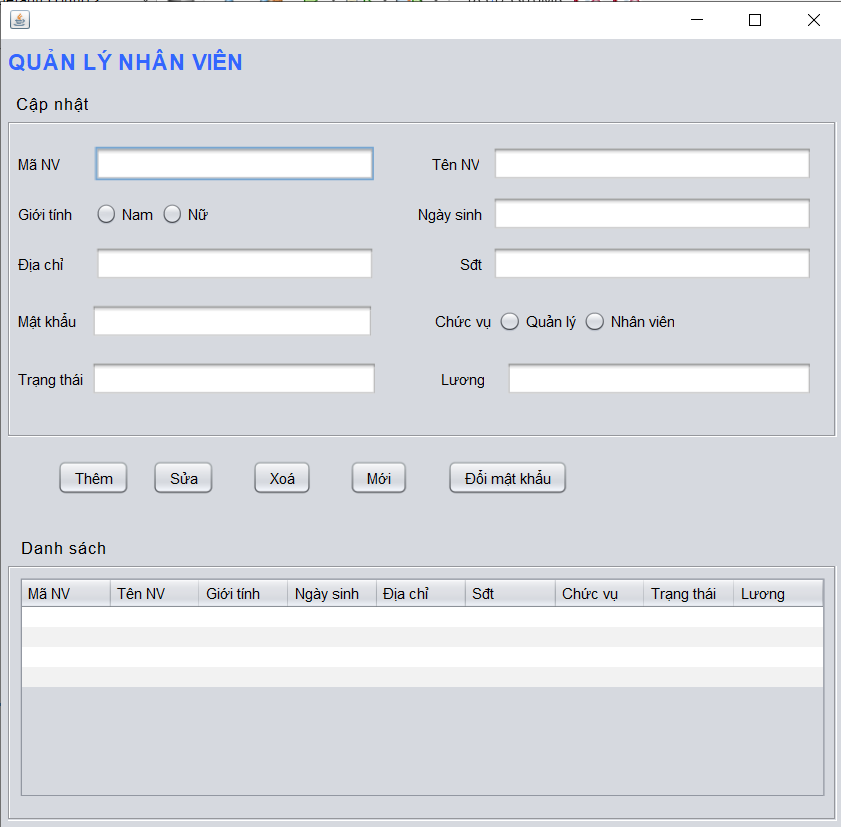 QUẢN LÝ NHÂN VIÊN
Cập nhật
Mã NV Tên NV
Giới tính Nam Nữ Ngày sinh
Địa chỉ Sđt
Mật khẩu Chức vụ Quản lý Nhân viên
Trạng thái Lương
Thêm Sửa Xoá Mới Đổi mật khẩu
Danh sách
Mã NV Tên NV Giới tính Ngày sinh Địa chỉ Sđt Chức vụ Trạng thái Lương